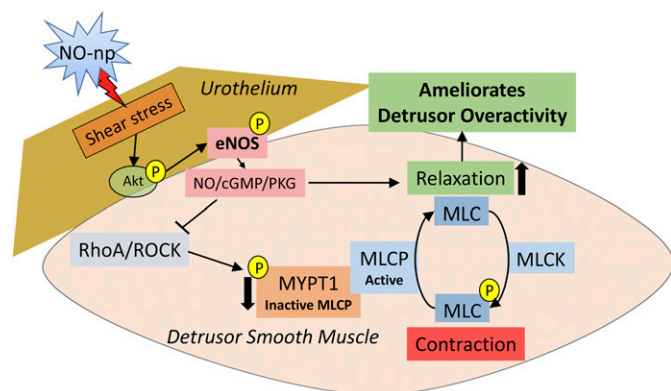 NO-np
Shear stress
Urothelium
Akt
P
eNOS
P
NO/cGMP/PKG
Ameliorates
Detrusor Overactivity
Relaxation
MLC
RhoA/ROCK
P
MYPT1
Inactive MLCP
MLCP
Active
MLCK
P
MLC
Contraction
Detrusor Smooth Muscle